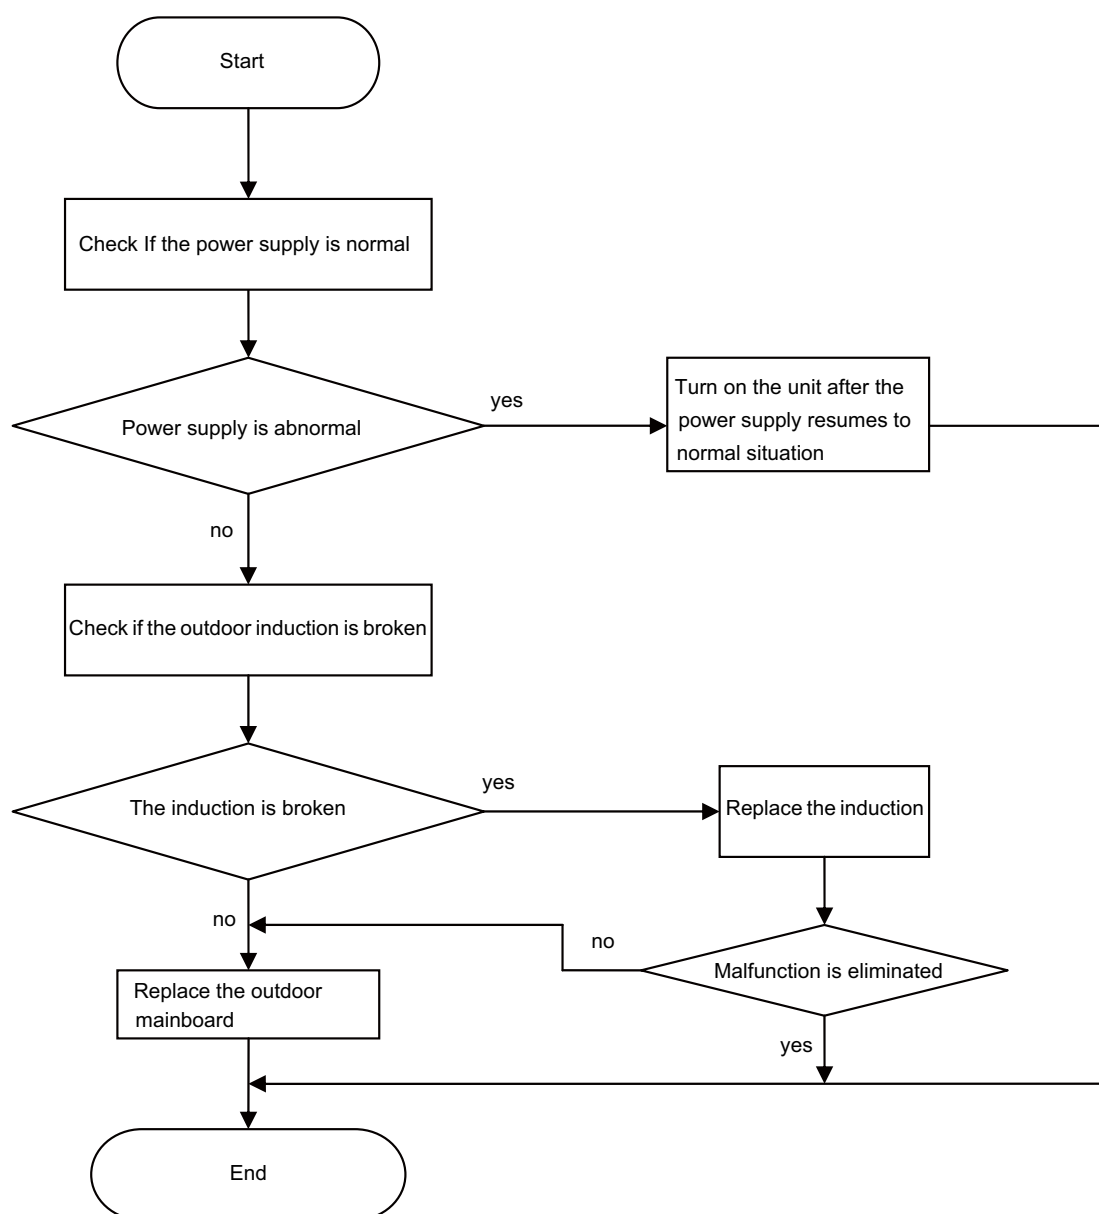 Start
Check If the power supply is normal
Power supply is abnormal
yes
Turn on the unit after the
power supply resumes to
normal situation
no
Check if the outdoor induction is broken
The induction is broken
yes
Replace the induction
no
no
Malfunction is eliminated
Replace the outdoor
mainboard
yes
End